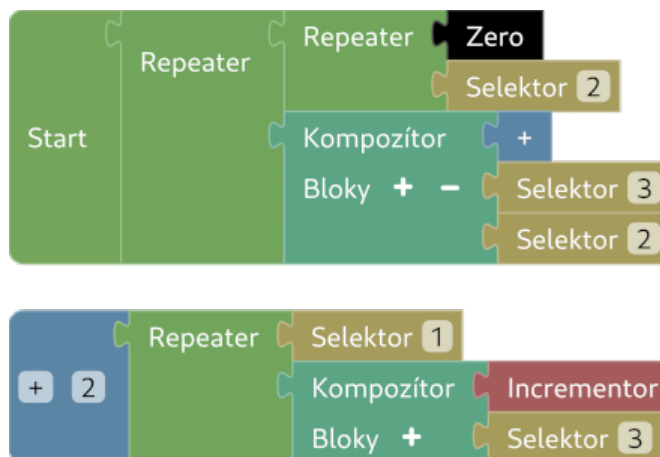 Repeater Zero
Repeater
Selektor 2
Start Kompozítor +
Bloky + − Selektor 3
Selektor 2
Repeater Selektor 1
+ 2 Kompozítor Incrementor
Bloky + Selektor 3